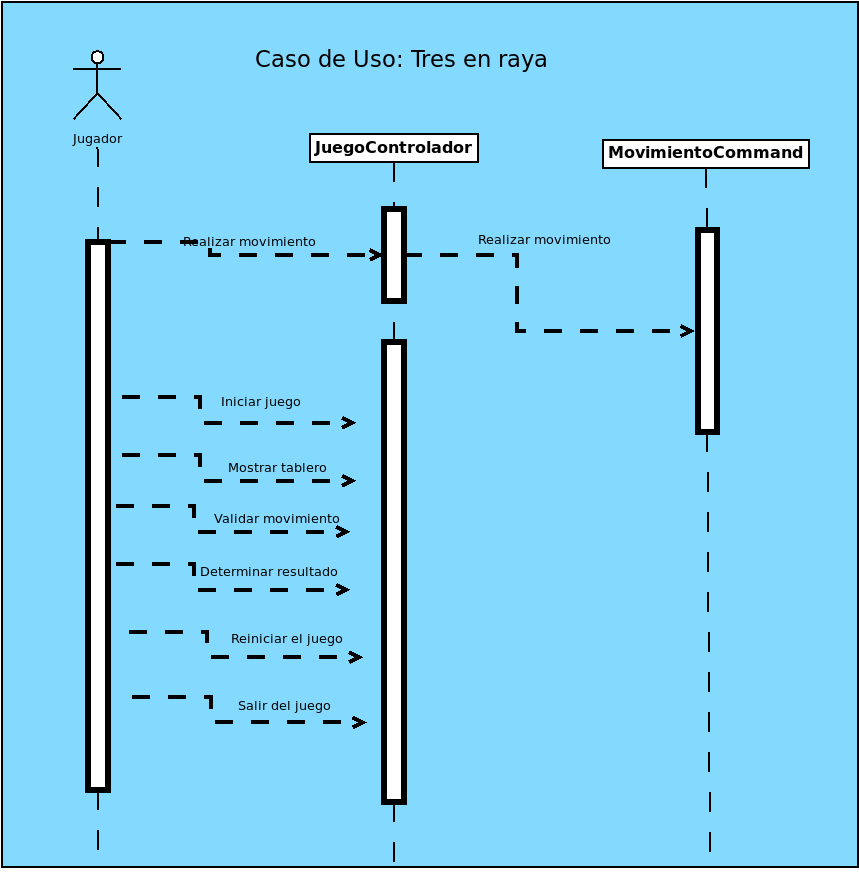 Caso de Uso: Tres en raya
Jugador
JuegoControlador
MovimientoCommand
Realizar movimiento
Realizar movimiento
Iniciar juego
Mostrar tablero
Validar movimiento
Determinar resultado
Reiniciar el juego
Salir del juego